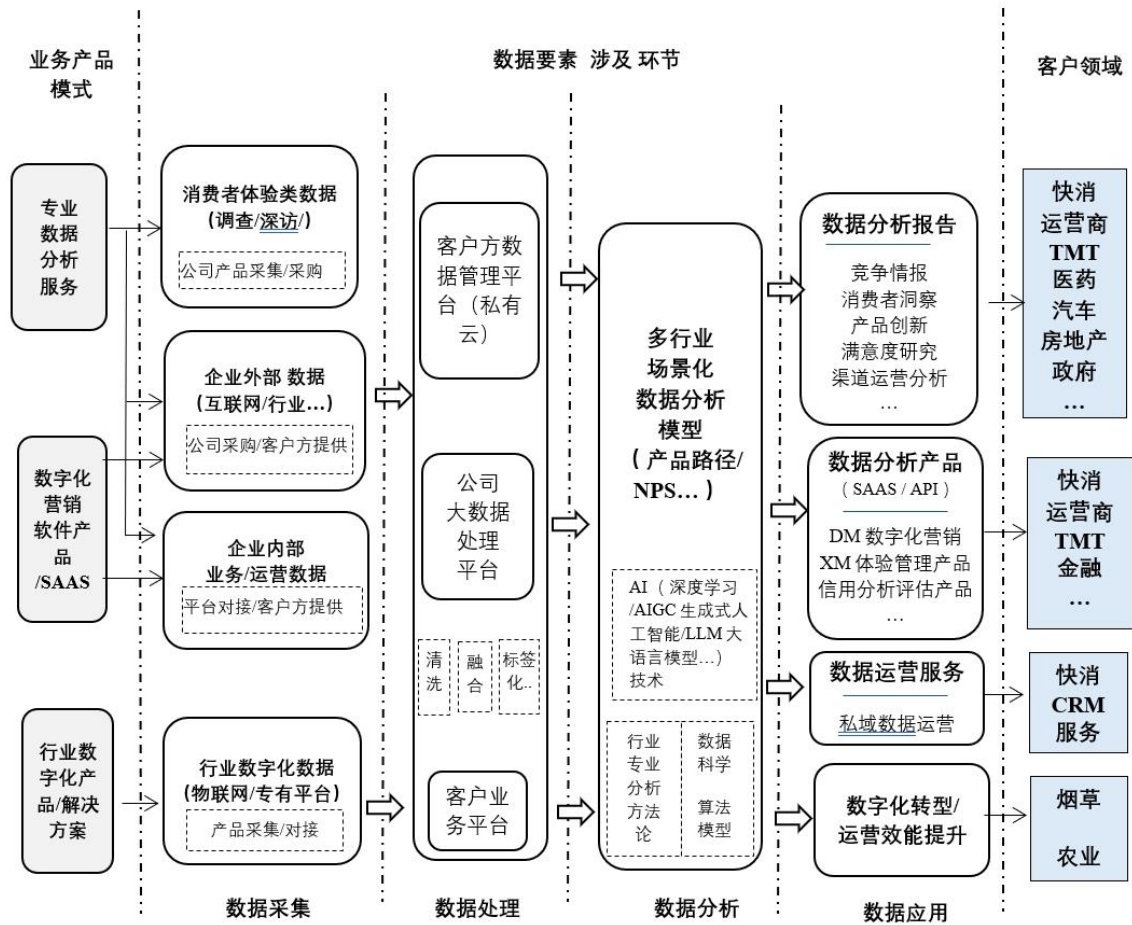 业务产品
模式
数据要素 涉及 环节
客户领域
专业
数据
分析
服务
数字化
营销
软件产
品
/SAAS
行业数
字化产
品/解决
方案
消费者体验类数据
(调查/深访/)
公司产品采集/采购
企业外部 数据
(互联网/行业...)
公司采购/客户方提供
企业内部
业务/运营数据
平台对接/客户方提供
行业数字化数据
(物联网/专有平台)
产品采集/对接
数据采集
客户方数
据管理平
台（私有
云）
公司
大数据
处理
平台
清
洗
融
合
标签
化..
客户业
务平台
数据处理
多行业
场景化
数据分析
模型
（产品路径/
NPS…）
AI（深度学习
/AIGC 生成式人
工智能/LLM 大
语言模型…）
技术
行业
专业
分析
方法
论
数据
科学
算法
模型
数据分析
数据分析报告
竞争情报
消费者洞察
产品创新
满意度研究
渠道运营分析
…
数据分析产品
（SAAS / API）
DM 数字化营销
XM 体验管理产品
信用分析评估产品
…
数据运营服务
私域数据运营
数字化转型/
运营效能提升
数据应用
快消
运营商
TMT
医药
汽车
房地产
政府
…
快消
运营商
TMT
金融
…
快消
CRM
服务
烟草
农业